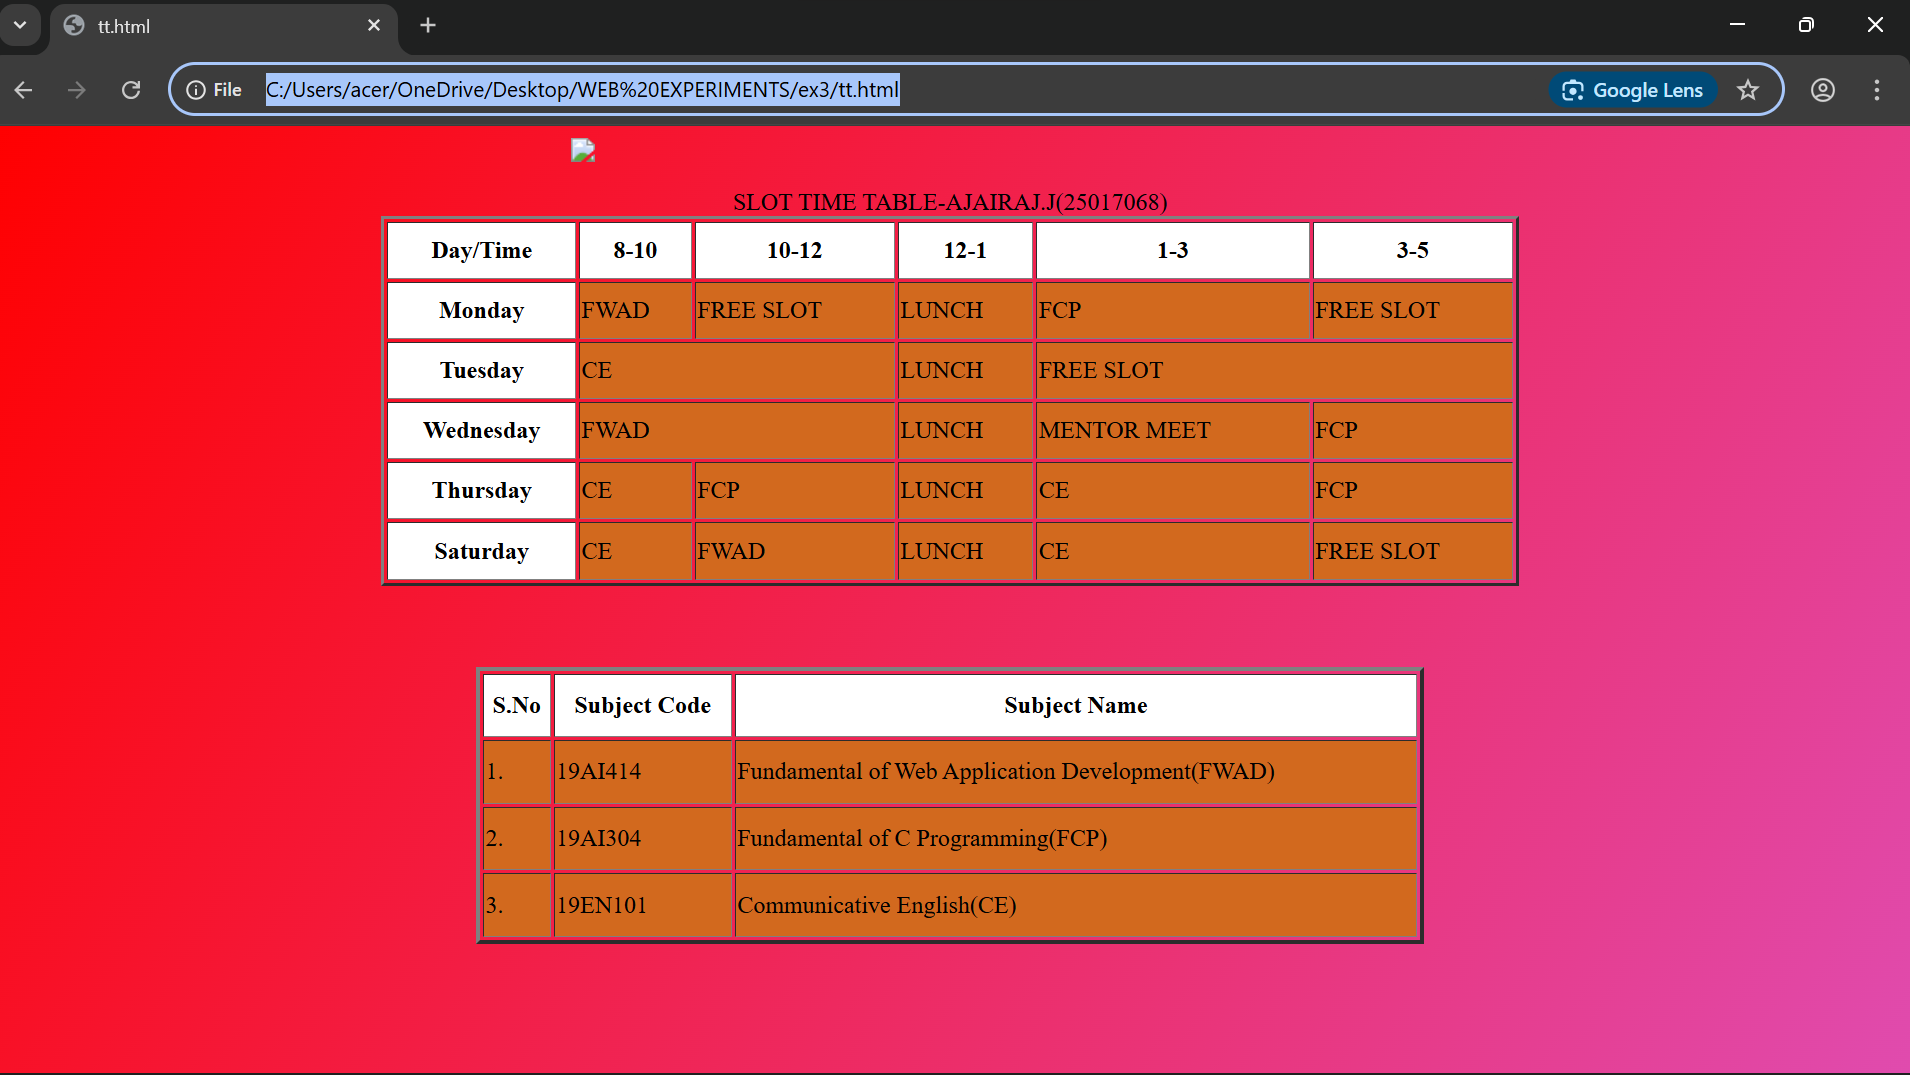 tt.html
File C:/Users/acer/OneDrive/Desktop/WEB%20EXPERIMENTS/ex3/tt.html Google Lens
SLOT TIME TABLE-AJAIRAJ.J(25017068)
Day/Time 8-10 10-12 12-1 1-3 3-5
Monday FWAD FREE SLOT LUNCH FCP FREE SLOT
Tuesday CE LUNCH FREE SLOT
Wednesday FWAD LUNCH MENTOR MEET FCP
Thursday CE FCP LUNCH CE FCP
Saturday CE FWAD LUNCH CE FREE SLOT
S.No Subject Code Subject Name
1. 19AI414 Fundamental of Web Application Development(FWAD)
2. 19AI304 Fundamental of C Programming(FCP)
3. 19EN101 Communicative English(CE)